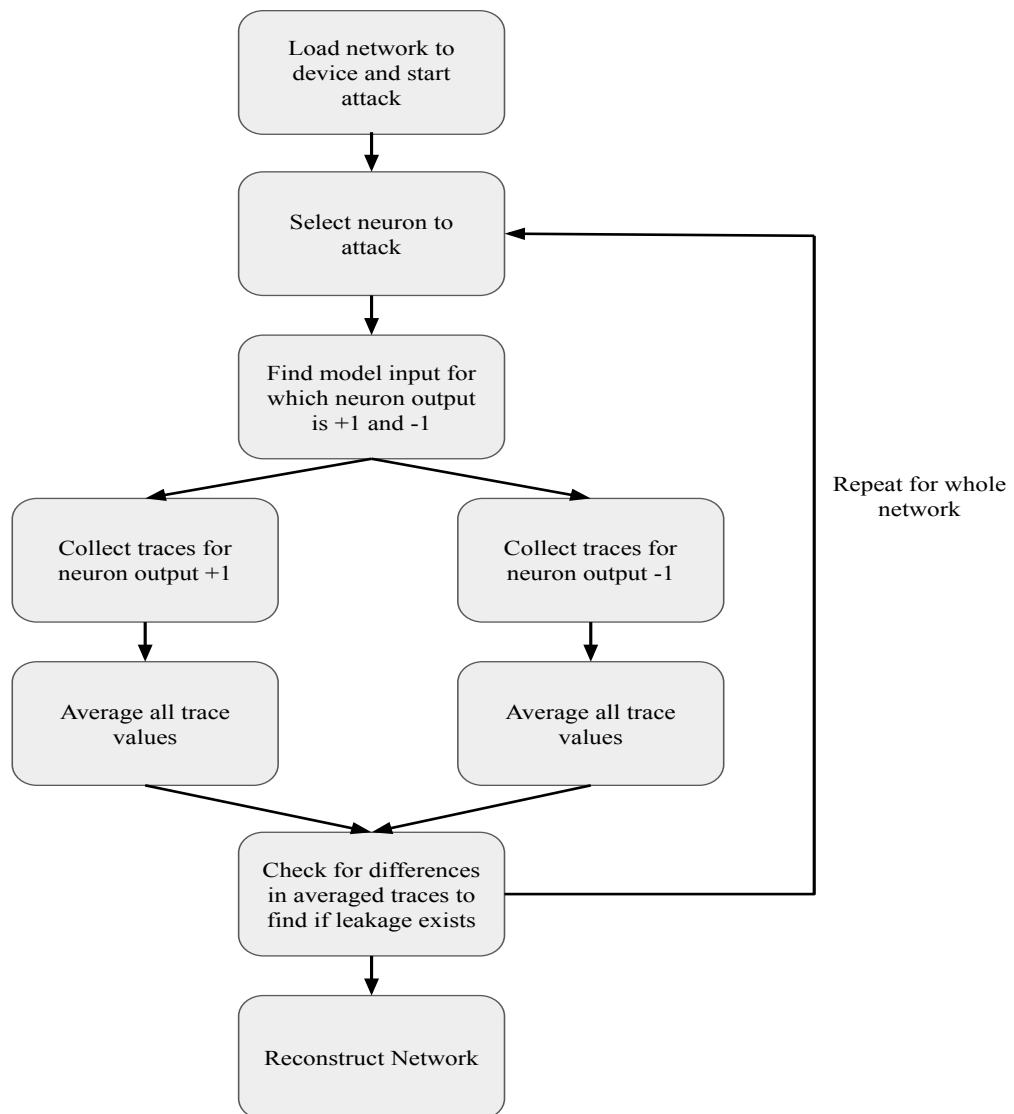 Load network to
device and start
attack
Select neuron to
attack
Find model input for
which neuron output
is +1 and -1
Repeat for whole
network
Collect traces for
neuron output +1
Collect traces for
neuron output -1
Average all trace
values
Average all trace
values
Check for differences
in averaged traces to
find if leakage exists
Reconstruct Network